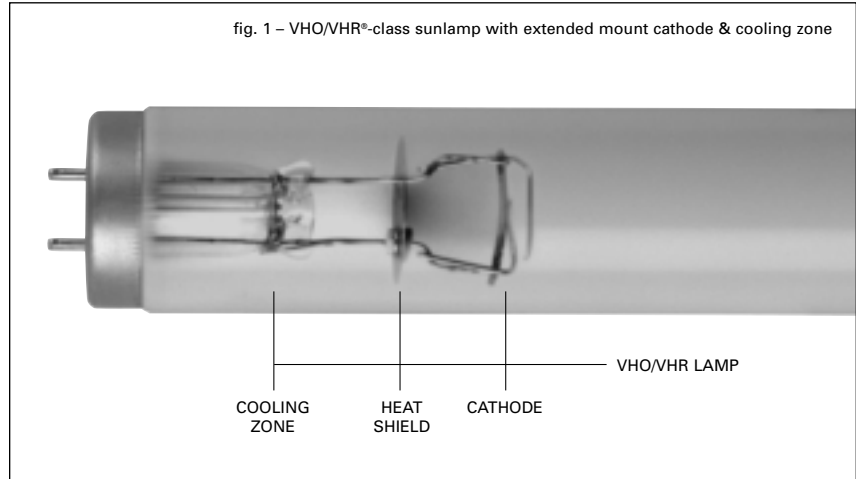 fig. 1 – VHO/VHR®-class sunlamp with extended mount cathode & cooling zone
VHO/VHR LAMP
COOLING
ZONE
HEAT
SHIELD
CATHODE